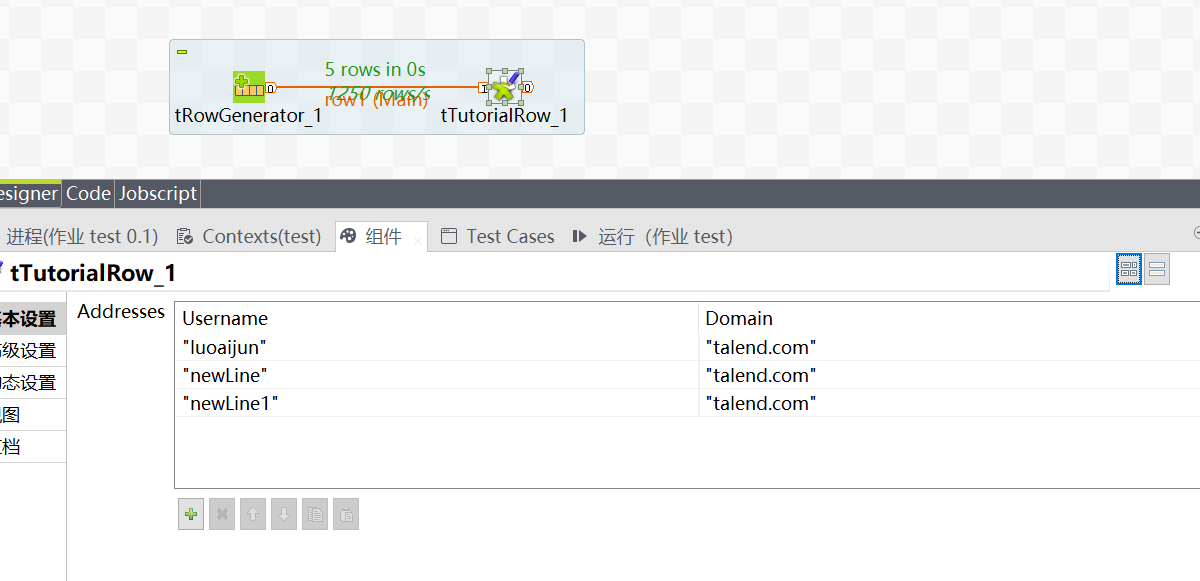 5 rows in 0s
1250 rows/s
row1 (Main)
tRowGenerator_1
tTutorialRow_1
esigner Code Jobscript
进程(作业 test 0.1) Contexts(test) 组件 Test Cases 运行（作业 test)
tTutorialRow_1
本设置 Addresses Username Domain
级设置 "luoaijun" "talend.com"
态设置 "newLine" "talend.com"
图 "newLine1" "talend.com"
档